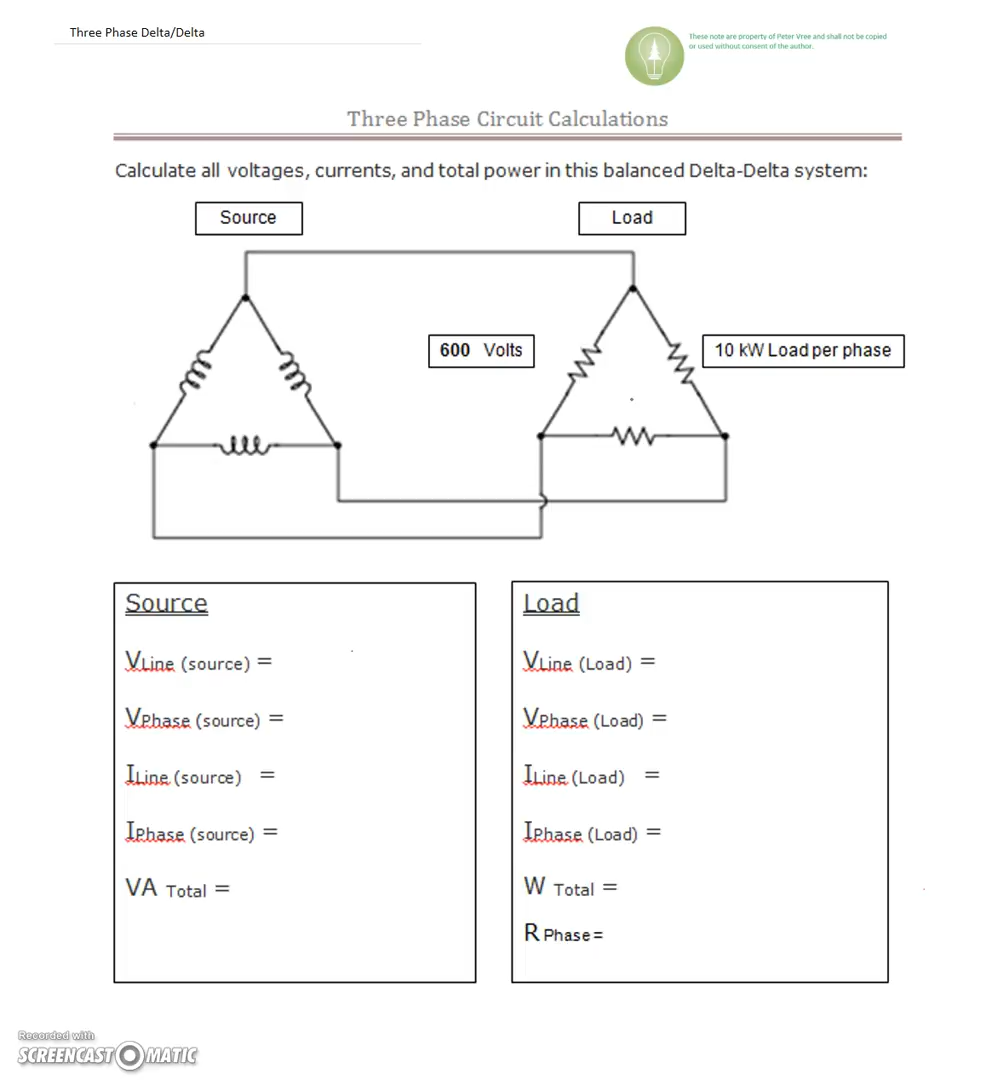 Three Phase Delta/Delta
These note are property of Peter Vree and shall not be copied
or used without consent of the author.
Three Phase Circuit Calculations
Calculate all voltages, currents, and total power in this balanced Delta-Delta system:
Source
Load
600 Volts
10 kW Load per phase
Source
VLine (source) =
VPhase (source) =
ILine (source) =
IPhase (source) =
VA Total =
Load
VLine (Load) =
VPhase (Load) =
ILine (Load) =
IPhase (Load) =
W Total =
R Phase =
Recorded with
SCREENCAST-O-MATIC